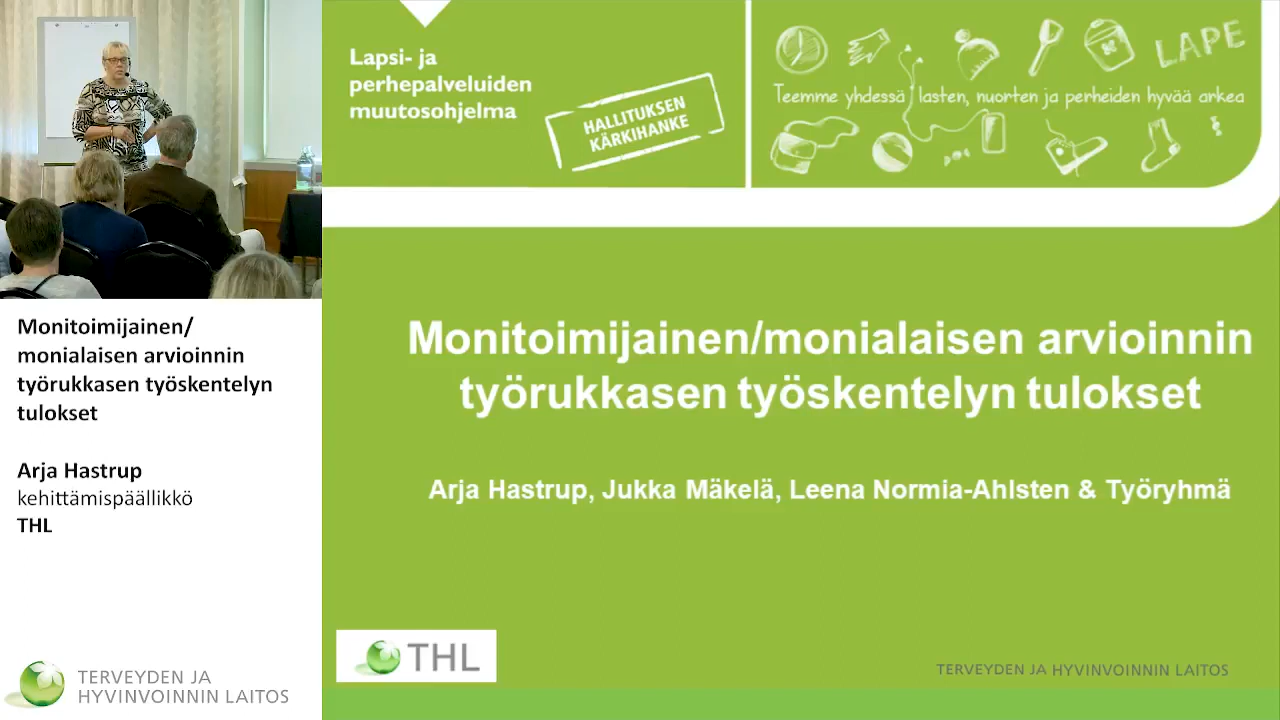 Monitoimijainen/
monialaisen arvioinnin
työrukkasen työskentelyn
tulokset
Arja Hastrup
kehittämispäällikkö
THL
TERVEYDEN JA
HYVINVOINNIN LAITOS
Lapsi- ja
perhepalveluiden
muutosohjelma
HALLITUKSEN
KÄRKIHANKE
LAPE
Teemme yhdessä lasten, nuorten ja perheiden hyvää arkea
Monitoimijainen/monialaisen arvioinnin
työrukkasen työskentelyn tulokset
Arja Hastrup, Jukka Mäkelä, Leena Normia-Ahlsten & Työryhmä
THL
TERVEYDEN JA HYVINVOINNIN LAITOS